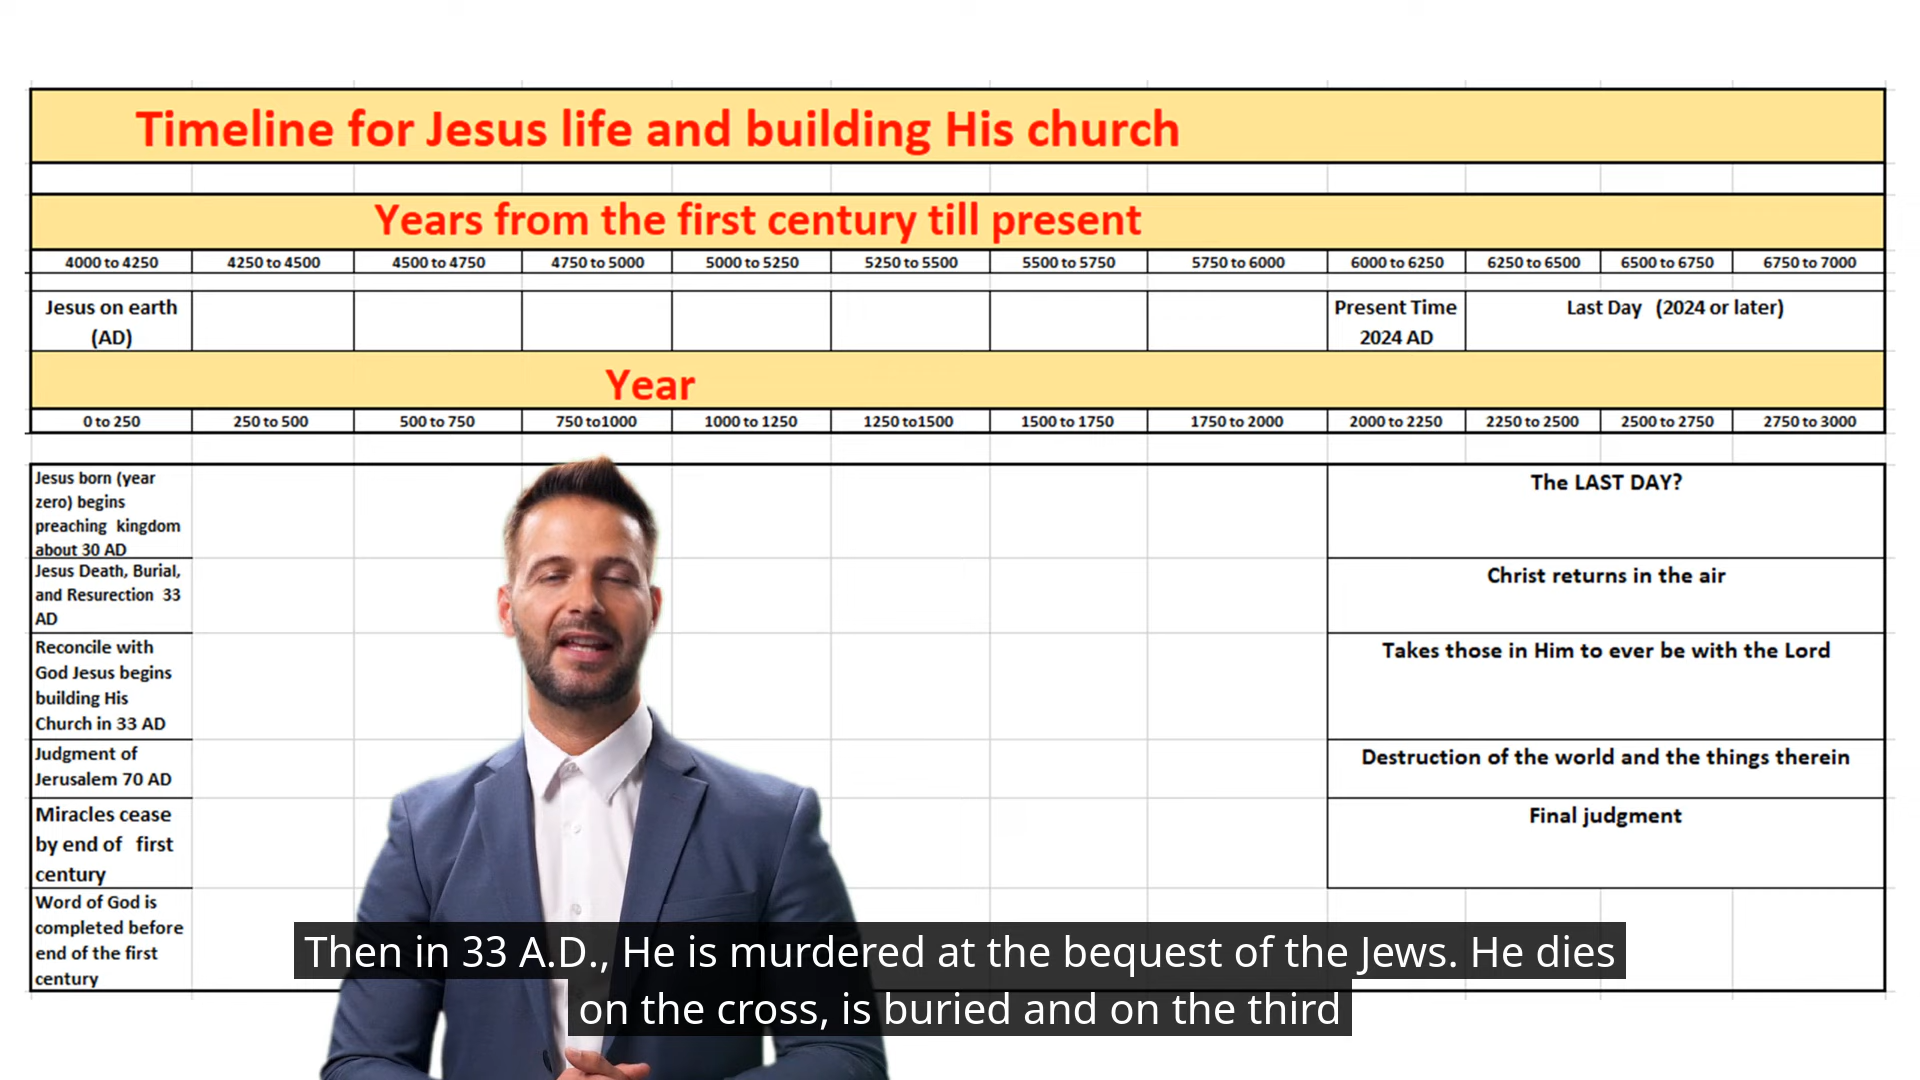 Timeline for Jesus life and building His church
Years from the first century till present
4000 to 4250 4250 to 4500 4500 to 4750 4750 to 5000 5000 to 5250 5250 to 5500 5500 to 5750 5750 to 6000 6000 to 6250 6250 to 6500 6500 to 6750 6750 to 7000
Jesus on earth
(AD)
Present Time
2024 AD
Last Day (2024 or later)
Year
0 to 250 250 to 500 500 to 750 750 to1000 1000 to 1250 1250 to1500 1500 to 1750 1750 to 2000 2000 to 2250 2250 to 2500 2500 to 2750 2750 to 3000
Jesus born (year
zero) begins
preaching kingdom
about 30 AD
Jesus Death, Burial,
and Resurection 33
AD
Reconcile with
God Jesus begins
building His
Church in 33 AD
Judgment of
Jerusalem 70 AD
Miracles cease
by end of first
century
Word of God is
completed before
end of the first
century
The LAST DAY?
Christ returns in the air
Takes those in Him to ever be with the Lord
Destruction of the world and the things therein
Final judgment
Then in 33 A.D., He is murdered at the bequest of the Jews. He dies
on the cross, is buried and on the third